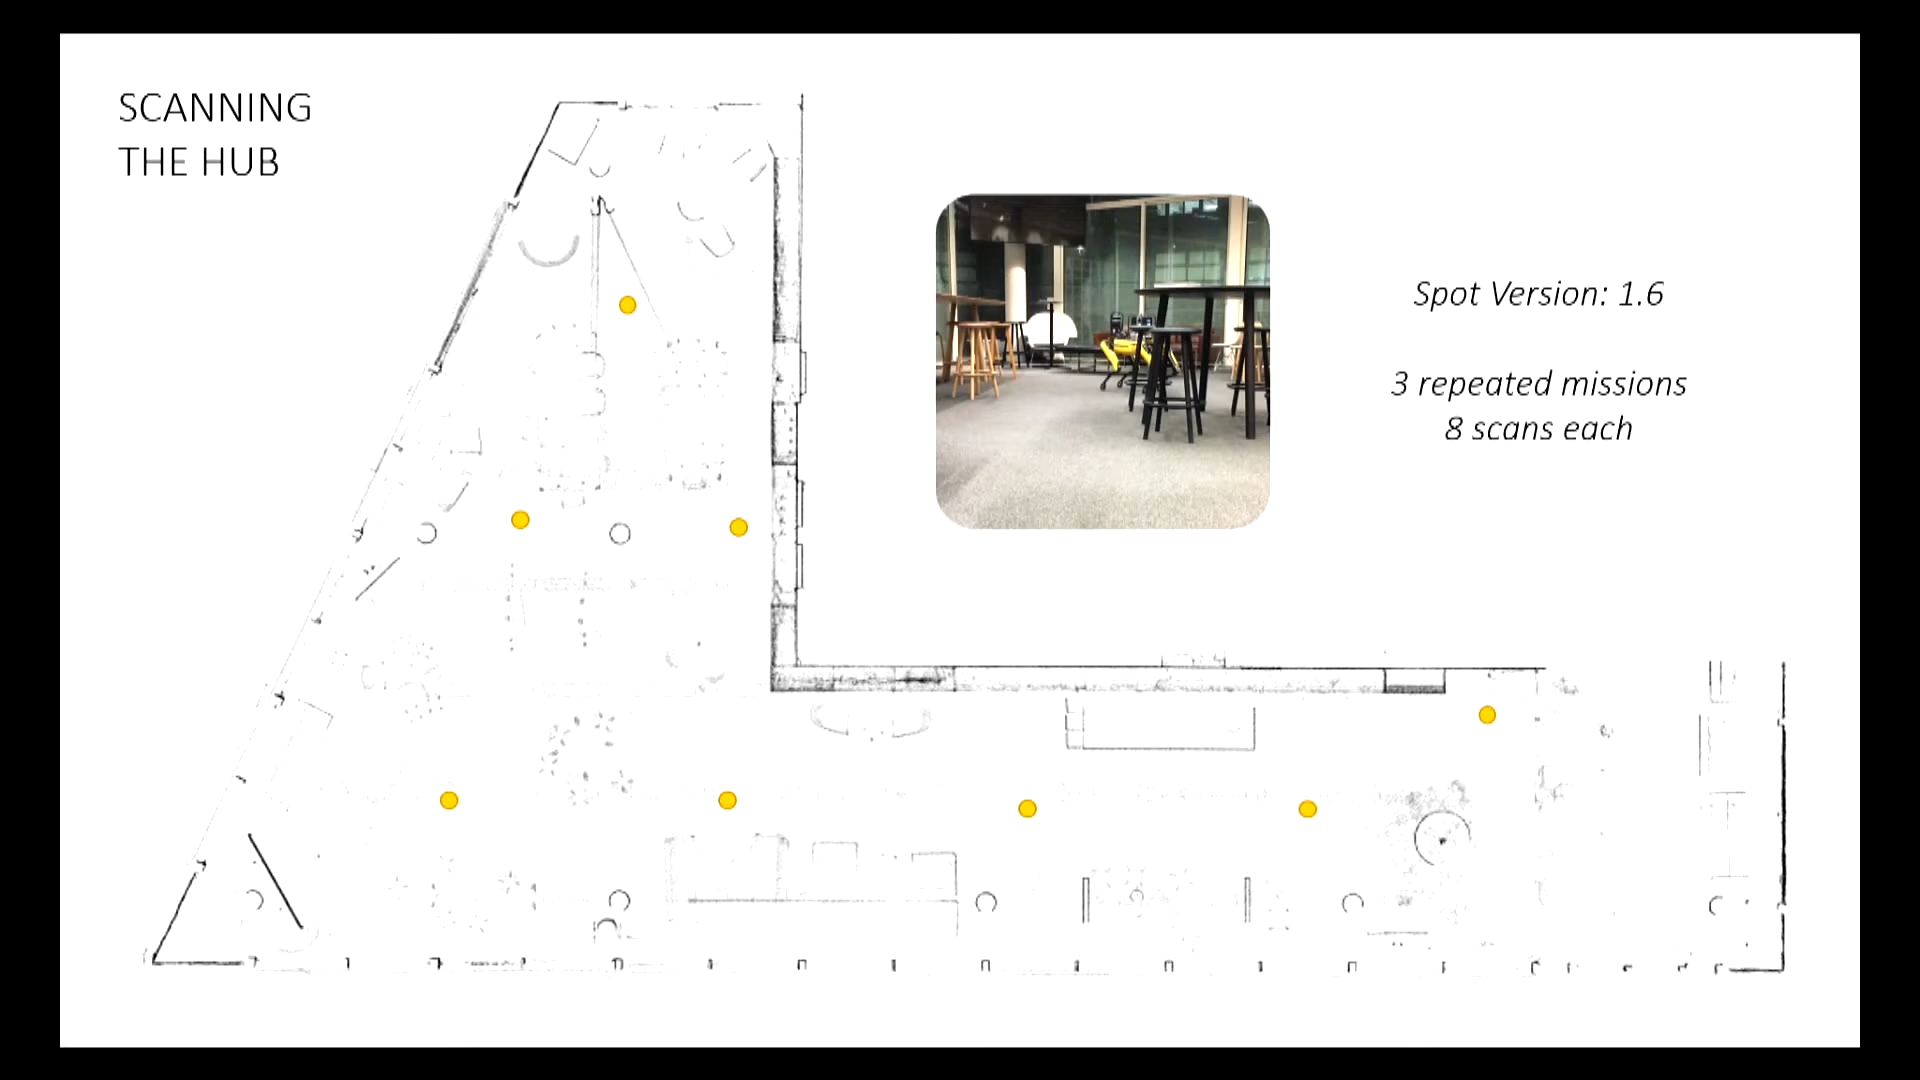 SCANNING
THE HUB
Spot Version: 1.6
3 repeated missions
8 scans each